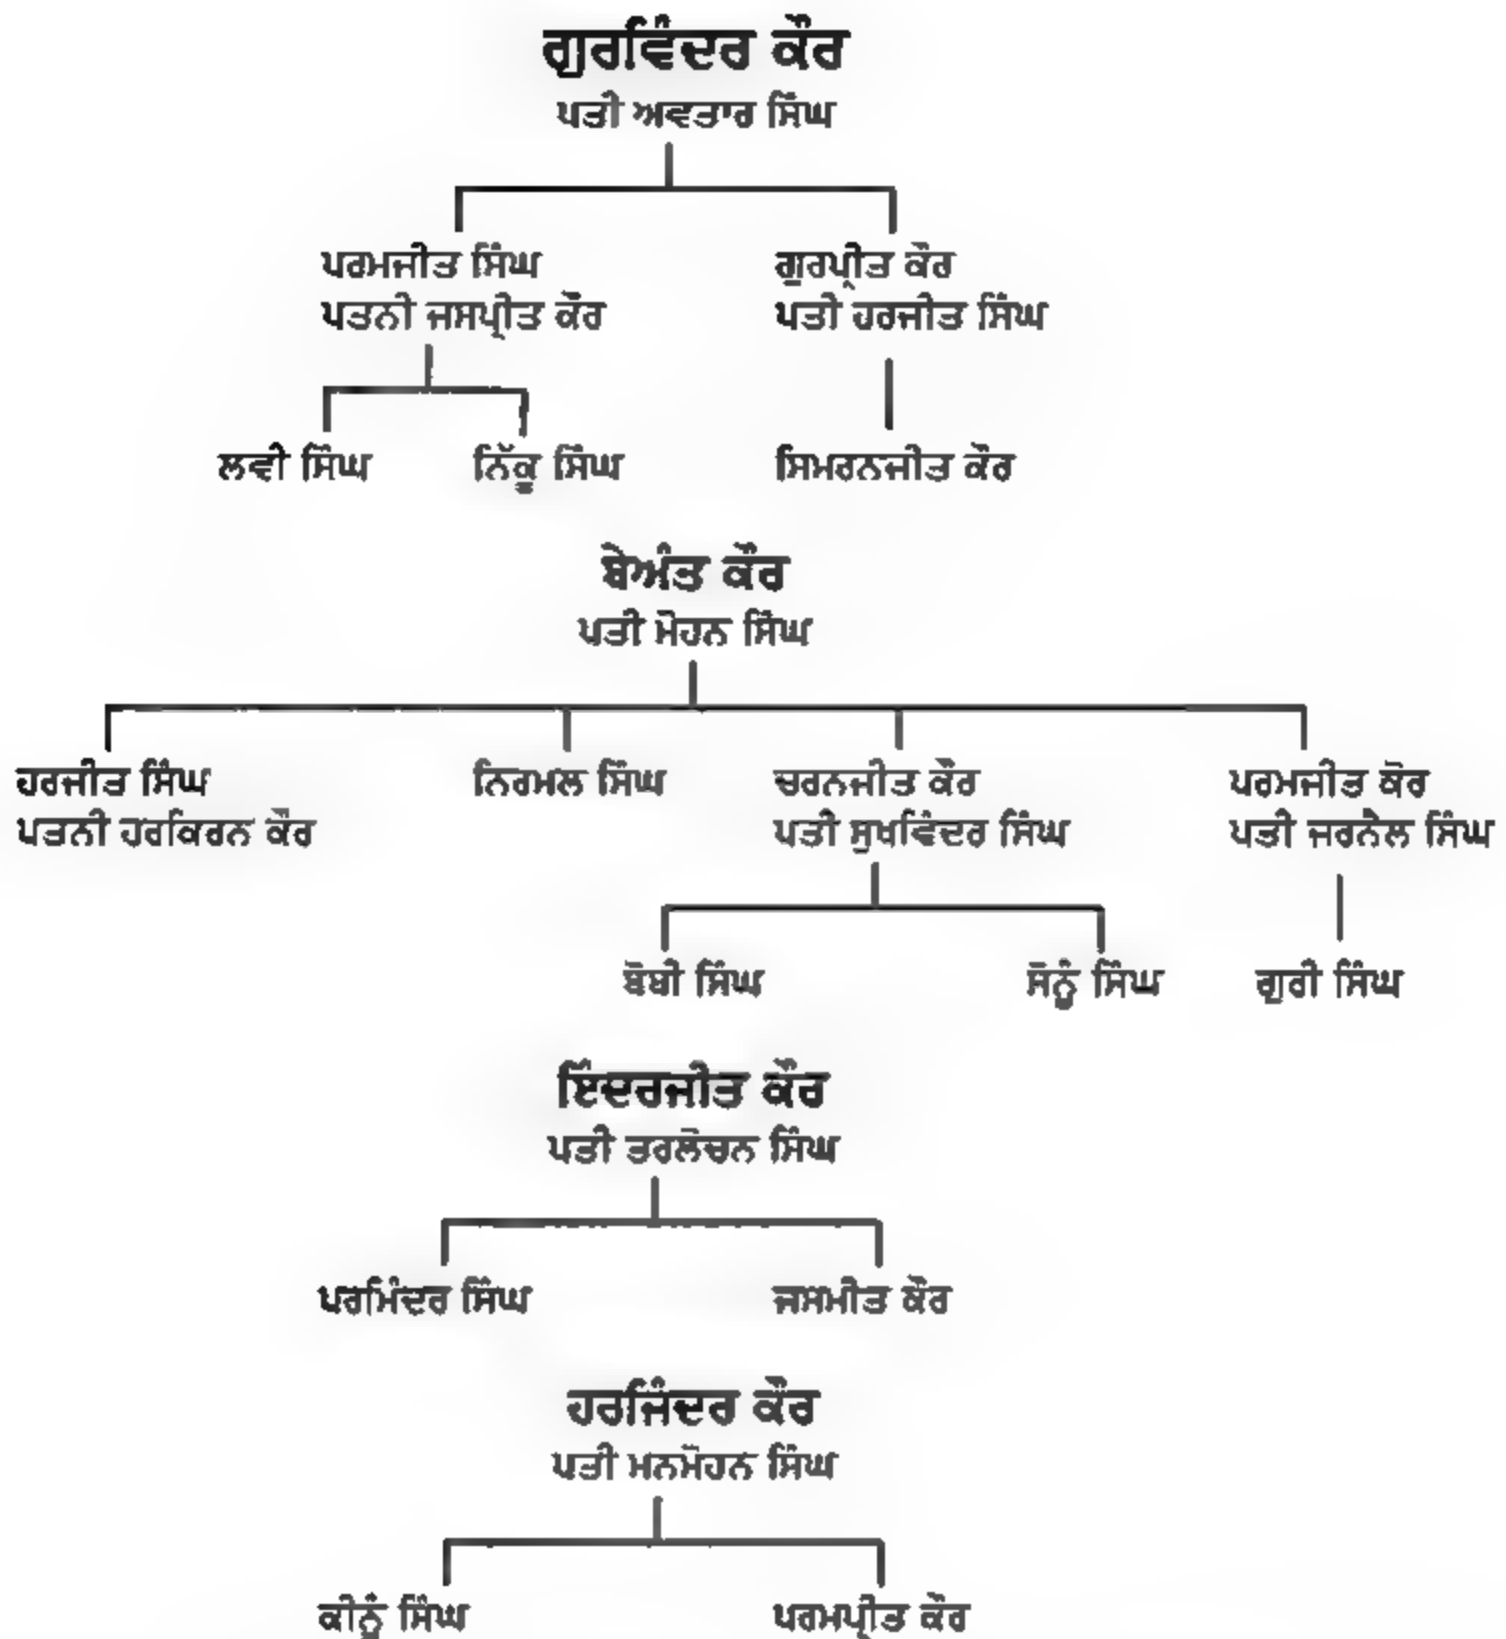 ਗੁਰਵਿੰਦਰ ਕੌਰ
ਪਤੀ ਅਵਤਾਰ ਸਿੰਘ
ਪਰਮਜੀਤ ਸਿੰਘ ਗੁਰਪ੍ਰੀਤ ਕੌਰ
ਪਤਨੀ ਜਸਪ੍ਰੀਤ ਕੌਰ ਪਤੀ ਹਰਜੀਤ ਸਿੰਘ
ਲਵੀ ਸਿੰਘ ਨਿੱਕੂ ਸਿੰਘ ਸਿਮਰਨਜੀਤ ਕੌਰ
ਬੇਅੰਤ ਕੌਰ
ਪਤੀ ਮੋਹਨ ਸਿੰਘ
ਹਰਜੀਤ ਸਿੰਘ ਨਿਰਮਲ ਸਿੰਘ ਚਰਨਜੀਤ ਕੌਰ ਪਰਮਜੀਤ ਕੌਰ
ਪਤਨੀ ਹਰਕਿਰਨ ਕੌਰ ਪਤੀ ਸੁਖਵਿੰਦਰ ਸਿੰਘ ਪਤੀ ਜਰਨੈਲ ਸਿੰਘ
ਬੋਬੀ ਸਿੰਘ ਸੋਨੂੰ ਸਿੰਘ ਗੁਰੀ ਸਿੰਘ
ਇੰਦਰਜੀਤ ਕੌਰ
ਪਤੀ ਤਰਲੋਚਨ ਸਿੰਘ
ਪਰਮਿੰਦਰ ਸਿੰਘ ਜਸਮੀਤ ਕੌਰ
ਹਰਜਿੰਦਰ ਕੌਰ
ਪਤੀ ਮਨਮੋਹਨ ਸਿੰਘ
ਕੀਨੂੰ ਸਿੰਘ ਪਰਮਪ੍ਰੀਤ ਕੌਰ